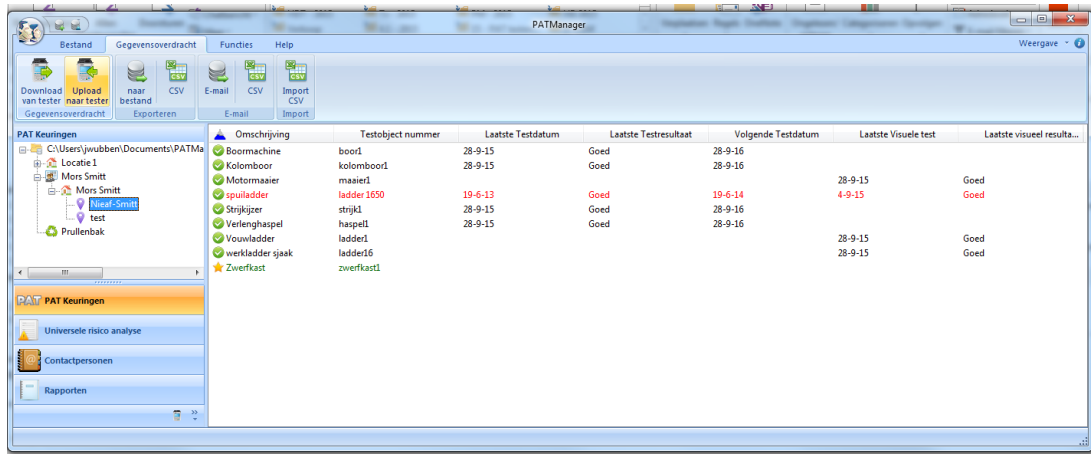 PATManager
Bestand Gegevensoverdracht Functies Help Weergave
Download van tester
Upload naar tester
naar bestand
CSV
E-mail
CSV
Import CSV
Gegevensoverdracht Exporteren E-mail Import
PAT Keuringen
C:\Users\jwubben\Documents\PATMa
Locatie 1
Mors Smitt
Mors Smitt
Nieaf-Smitt
test
Prullenbak
Omschrijving Testobject nummer Laatste Testdatum Laatste Testresultaat Volgende Testdatum Laatste Visuele test Laatste visueel resulta...
Boormachine boor1 28-9-15 Goed 28-9-16
Kolomboor kolomboor1 28-9-15 Goed 28-9-16
Motormaaier maaier1 28-9-15 Goed
spuiladder ladder 1650 19-6-13 Goed 19-6-14 4-9-15 Goed
Strijkijzer strijk1 28-9-15 Goed 28-9-16
Verlenghaspel haspel1 28-9-15 Goed 28-9-16
Vouwladder ladder1 28-9-15 Goed
werkladder sjaak ladder16 28-9-15 Goed
Zwerfkast zwerfkast1
PAT PAT Keuringen
Universele risico analyse
Contactpersonen
Rapporten